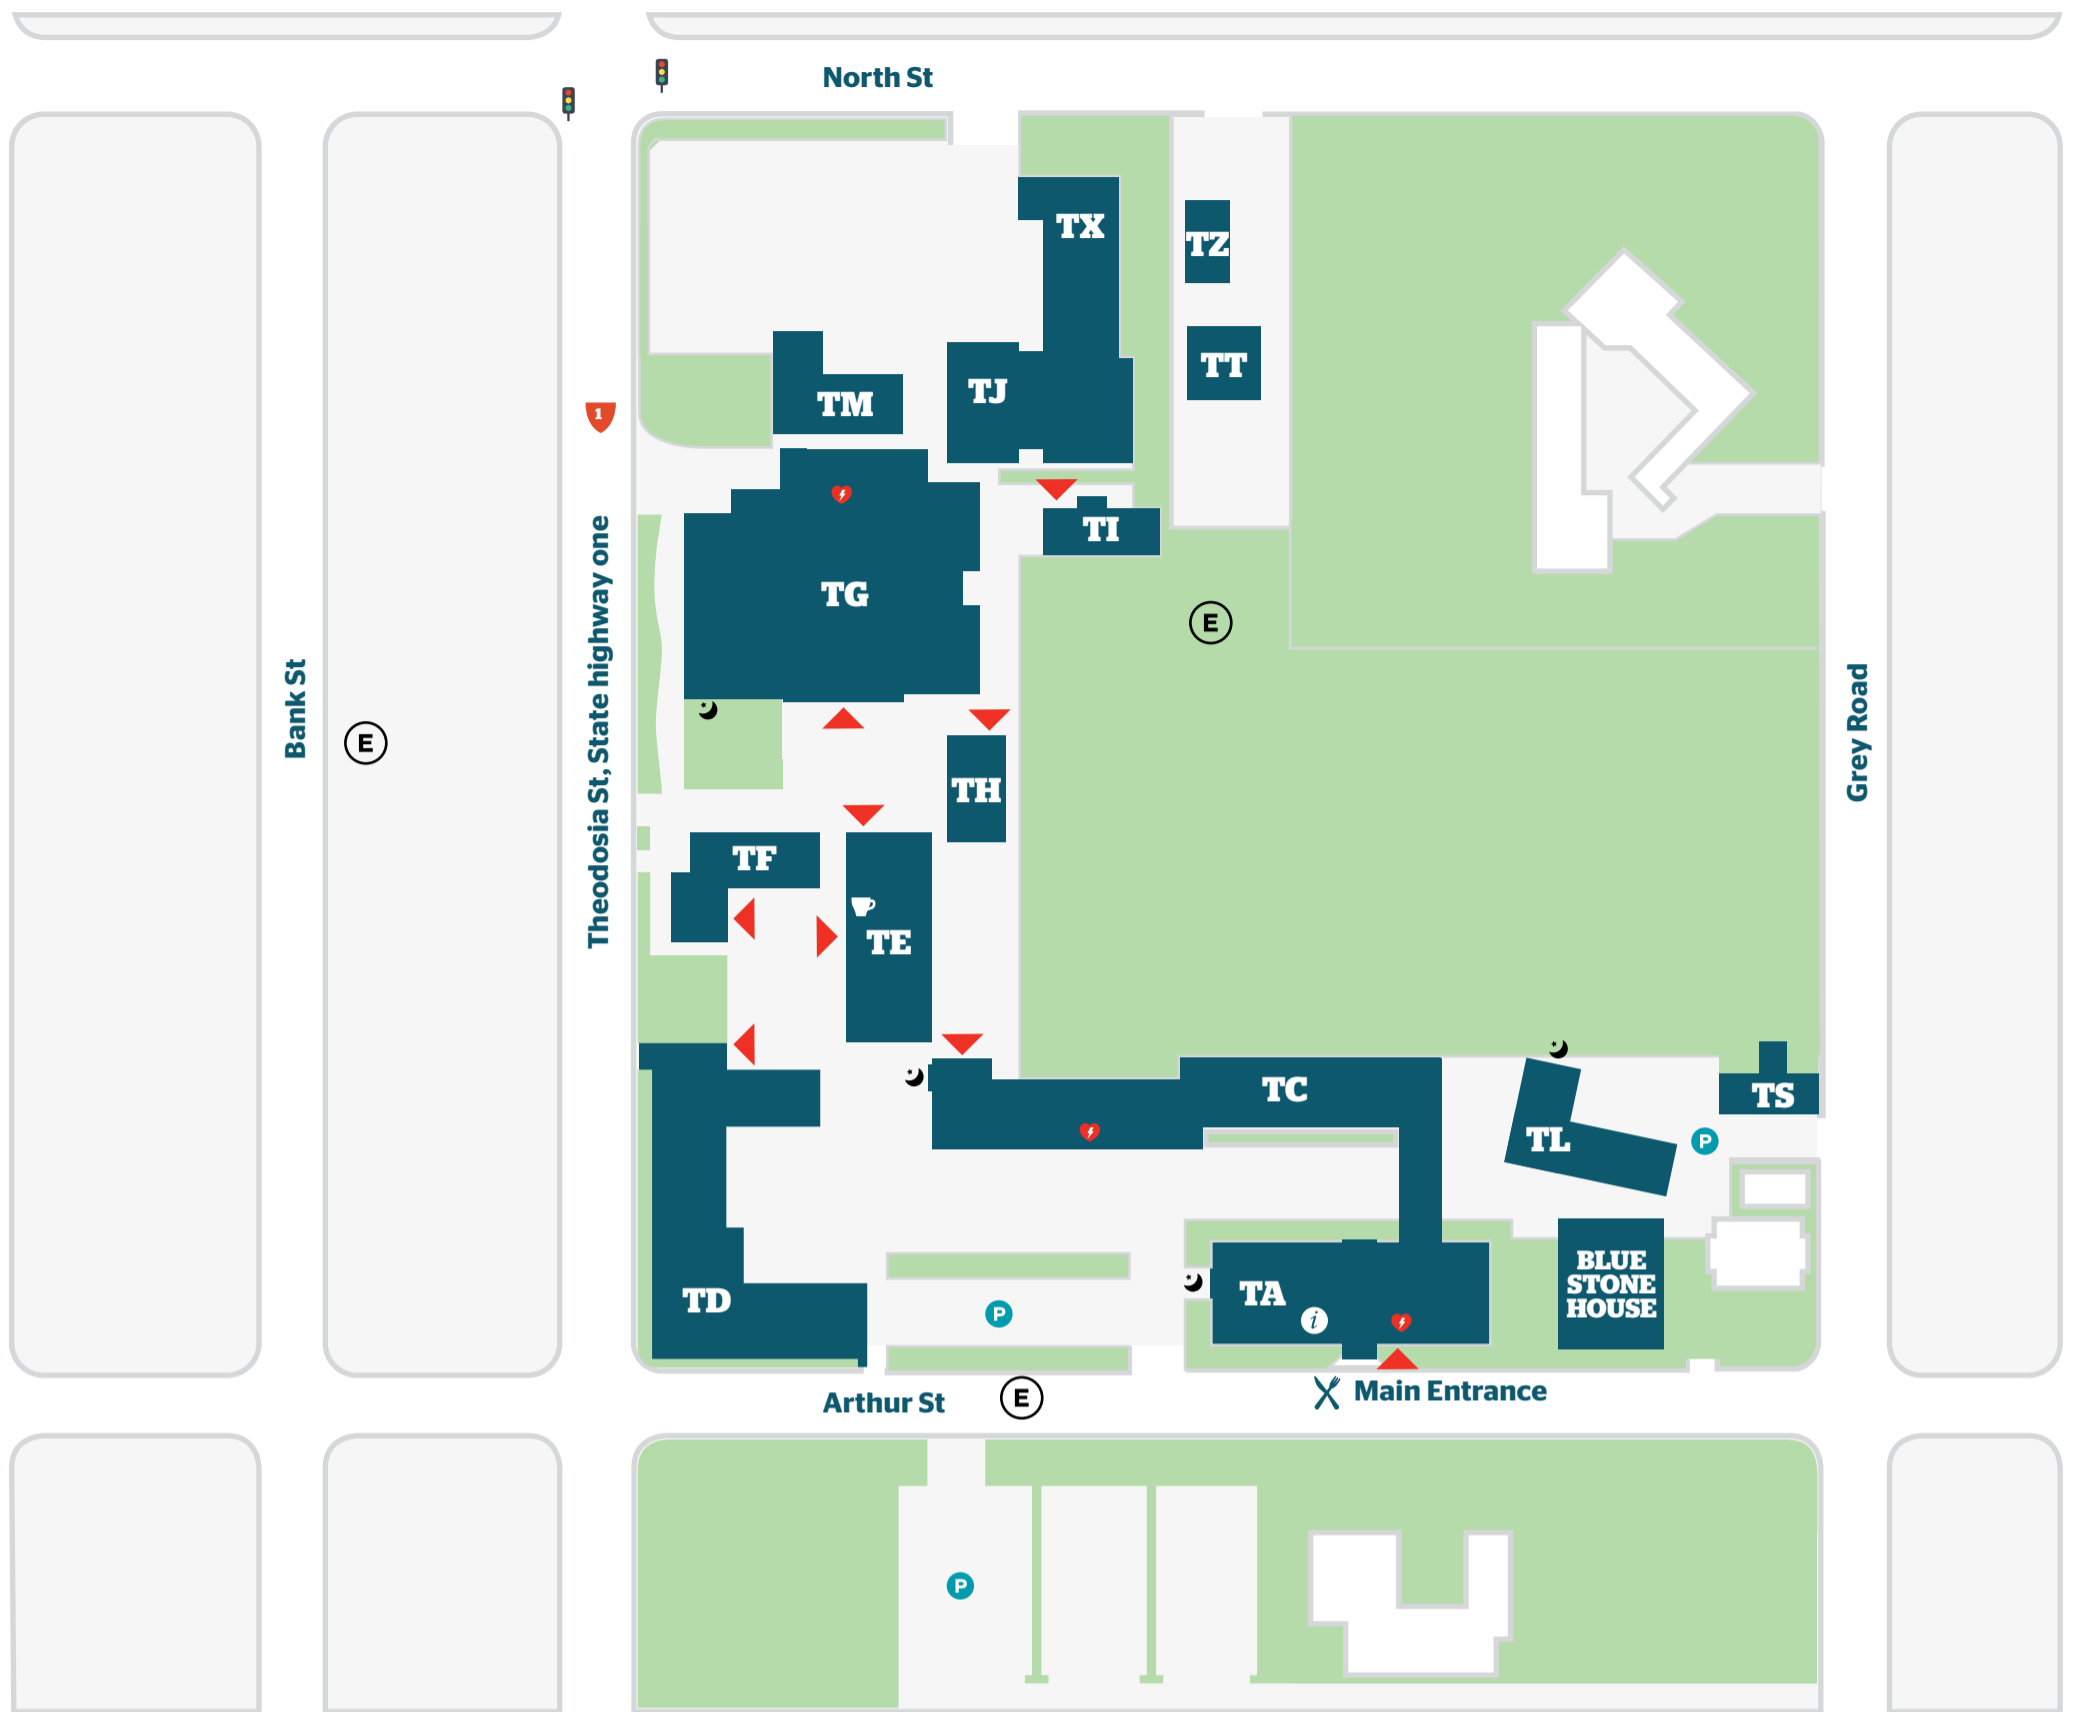 North St
TX
TZ
TT
TJ
TM
1
TI
TG
E
Theodosia St, State highway one
Bank St
E
Grey Road
TH
TF
TE
TC
TS
TL
P
BLUE
STONE
HOUSE
TA
i
TD
P
Arthur St
E
Main Entrance
P